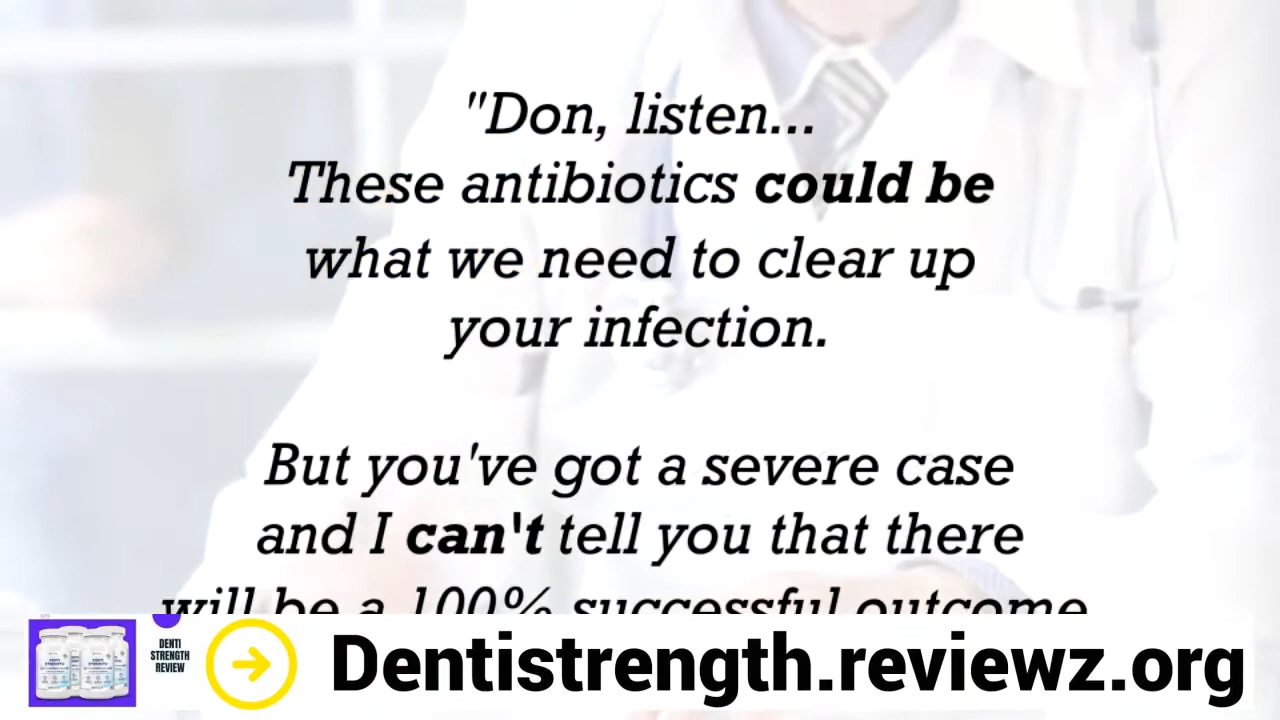 "Don, listen...
These antibiotics could be
what we need to clear up
your infection.
But you've got a severe case
and I can't tell you that there
will be a 100% successful outcome
DENTI
STRENGTH
REVIEW
Dentistrength.reviewz.org